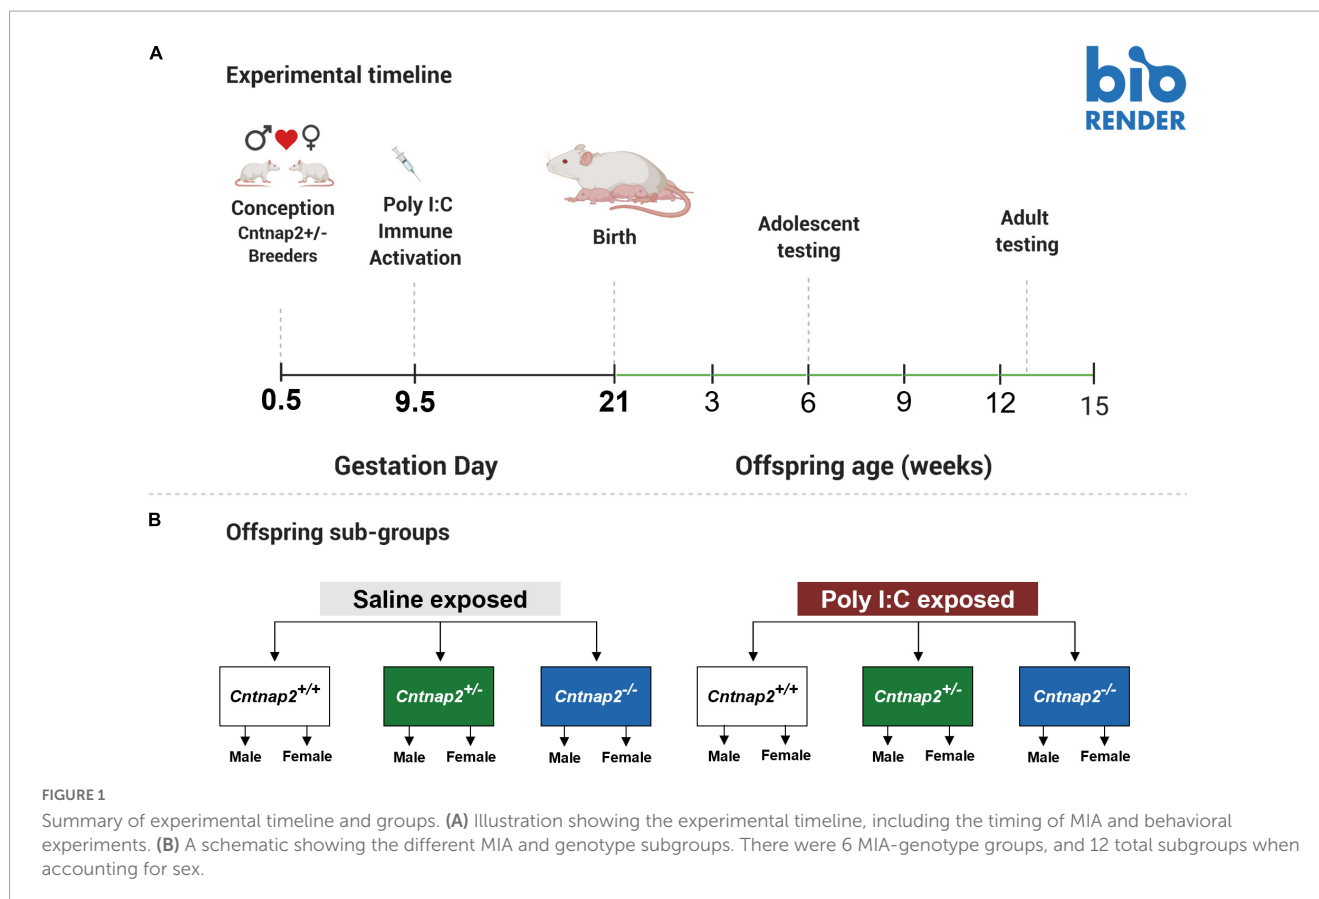 A
Experimental timeline
bio
RENDER
Conception
Cntnap2+/-
Breeders
Poly I:C
Immune
Activation
Birth
Adolescent
testing
Adult
testing
0.5 9.5 21 3 6 9 12 15
Gestation Day Offspring age (weeks)
B
Offspring sub-groups
Saline exposed Poly I:C exposed
Cntnap2+/+ Cntnap2+/- Cntnap2-/- Cntnap2+/+ Cntnap2+/- Cntnap2-/-
Male Female Male Female Male Female Male Female Male Female Male Female
FIGURE 1
Summary of experimental timeline and groups. (A) Illustration showing the experimental timeline, including the timing of MIA and behavioral
experiments. (B) A schematic showing the different MIA and genotype subgroups. There were 6 MIA-genotype groups, and 12 total subgroups when
accounting for sex.